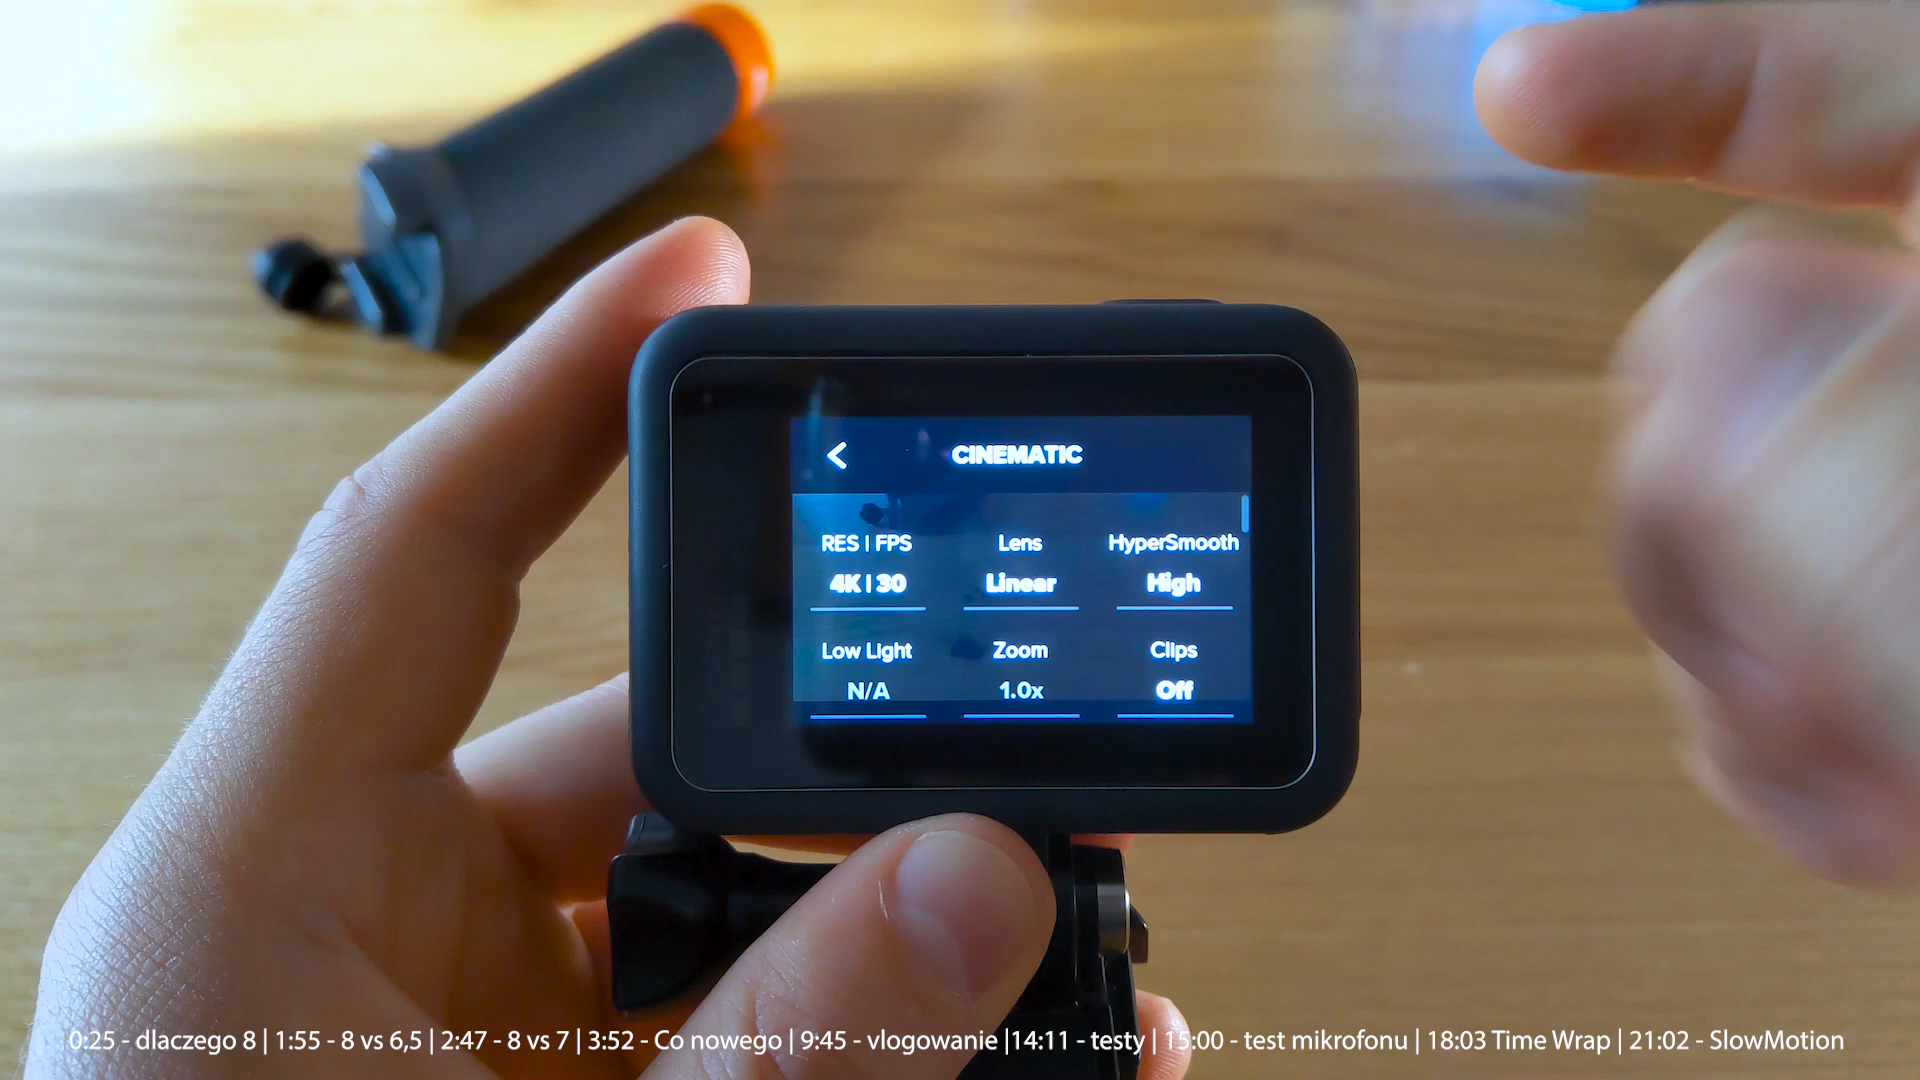 CINEMATIC
RES | FPS Lens HyperSmooth
4K | 30 Linear High
Low Light Zoom Clips
N/A 1.0x Off
0:25 - dlaczego 8 | 1:55 - 8 vs 6,5 | 2:47 - 8 vs 7 | 3:52 - Co nowego | 9:45 - vlogowanie |14:11 - testy | 15:00 - test mikrofonu | 18:03 Time Wrap | 21:02 - SlowMotion